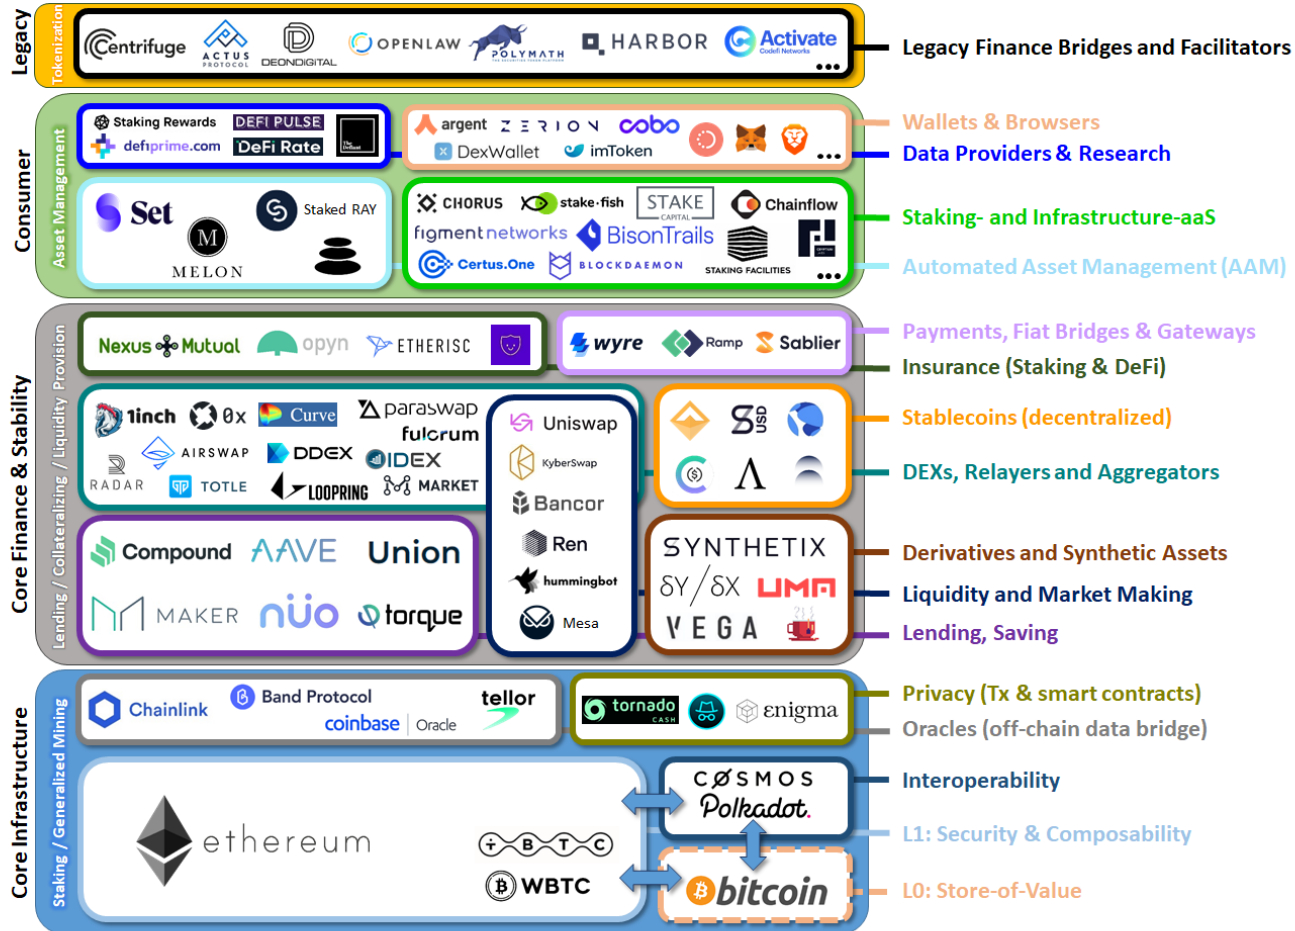 Legacy
Tokenization
Centrifuge
ACTUS
PROTOCOL
DEONDIGITAL
OPENLAW
POLYMATH
HARBOR
Activate
Codefi Networks
Legacy Finance Bridges and Facilitators
Consumer
Asset Management
Staking Rewards
DEFI PULSE
defiprime.com
DeFi Rate
The
Defiant
argent
ZERION
cobo
DexWallet
imToken
Wallets & Browsers
Data Providers & Research
Set
Staked RAY
M
MELON
CHORUS
stake.fish
STAKE
CAPITAL
Chainflow
figment networks
BisonTrails
Certus.One
BLOCKDAEMON
STAKING FACILITIES
Staking- and Infrastructure-aaS
Automated Asset Management (AAM)
Core Finance & Stability
Lending / Collateralizing / Liquidity Provision
Nexus Mutual
opyn
ETHERISC
wyre
Ramp
Sablier
Payments, Fiat Bridges & Gateways
Insurance (Staking & DeFi)
1inch
0x
Curve
paraswap
fulcrum
AIRSWAP
DDEX
IDEX
RADAR
TOTLE
LOOPRING
MARKET
Uniswap
KyberSwap
Bancor
Ren
hummingbot
Mesa
USD
Stablecoins (decentralized)
DEXs, Relayers and Aggregators
Compound
AAVE
Union
MAKER
nüo
torque
SYNTHETIX
δY/δX
UMA
VEGA
Derivatives and Synthetic Assets
Liquidity and Market Making
Lending, Saving
Core Infrastructure
Staking / Generalized Mining
Chainlink
Band Protocol
coinbase | Oracle
tellor
tornado
CASH
enigma
Privacy (Tx & smart contracts)
Oracles (off-chain data bridge)
ethereum
TBTC
WBTC
COSMOS
Polkadot.
bitcoin
Interoperability
L1: Security & Composability
L0: Store-of-Value